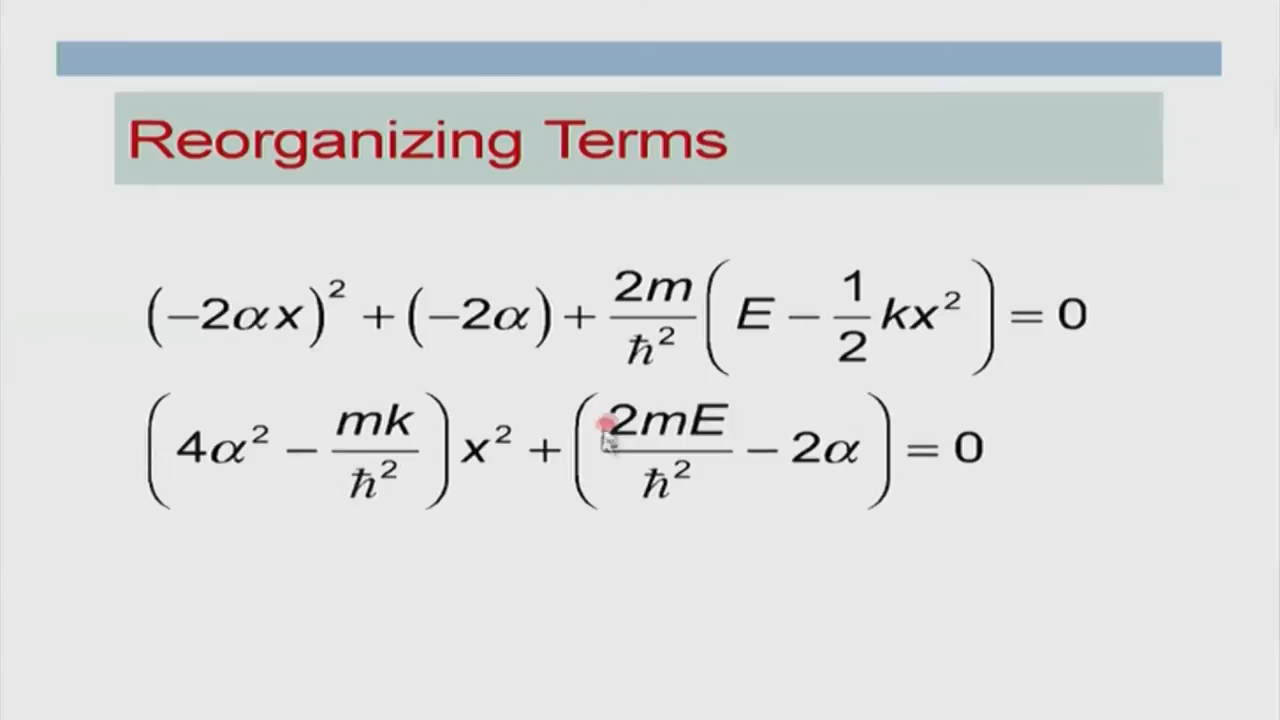 Reorganizing Terms
(−2αx)² + (−2α) + 2m/ħ² (E − 1/2 kx²) = 0
(4α² − mk/ħ²) x² + (2mE/ħ² − 2α) = 0